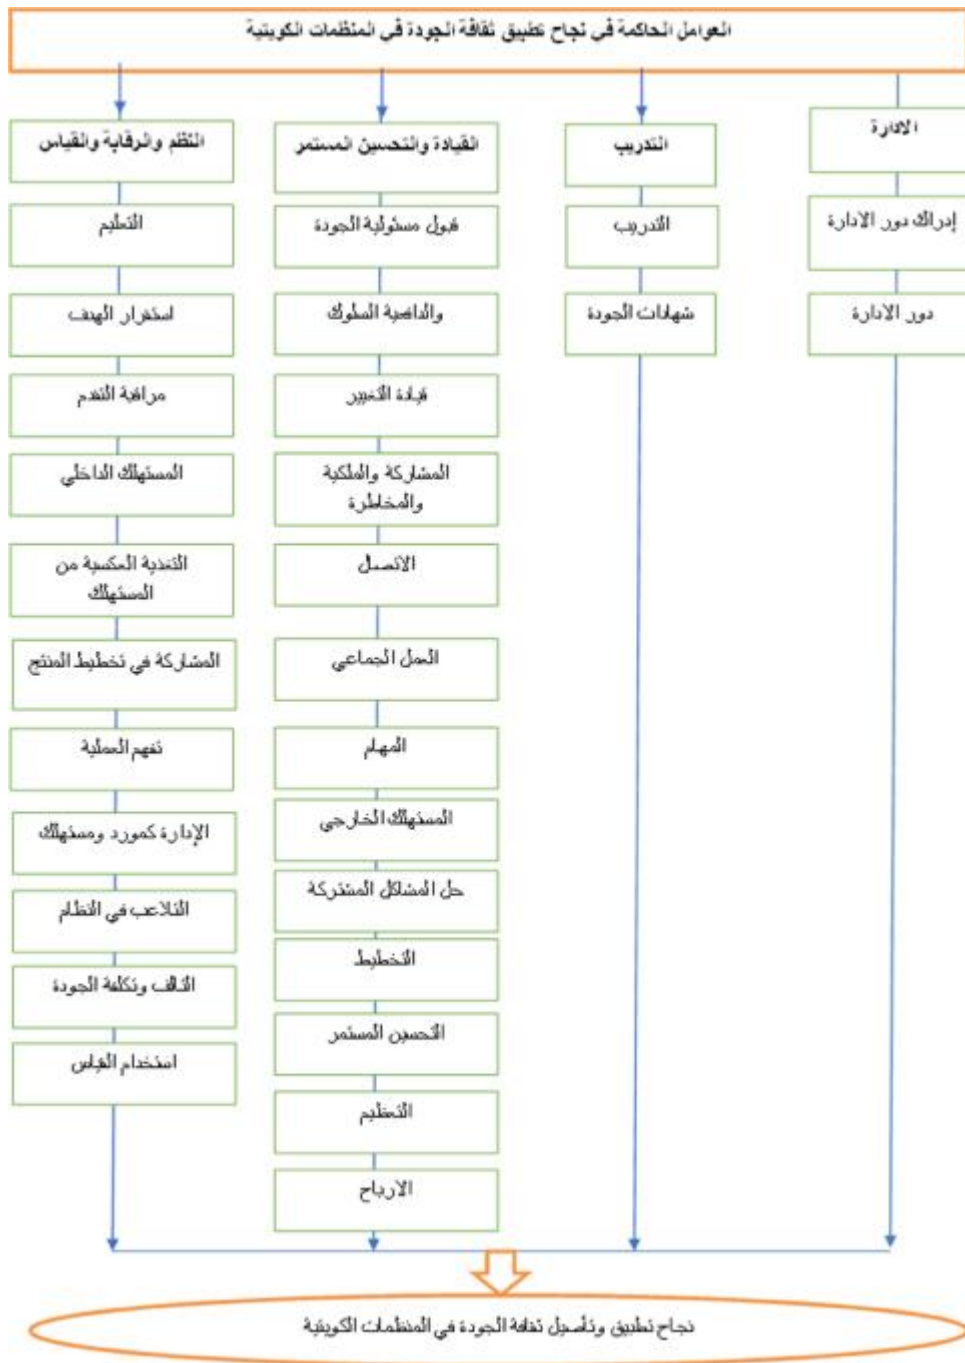 العوامل الحاكمة في نجاح تطبيق ثقافة الجودة في المنظمات الكويتية
الادارة
إدراك دور الادارة
دور الادارة
التدريب
التدريب
شهادات الجودة
القيادة والتحسين المستمر
قبول مسئولية الجودة
والدافعية السلوك
قيادة التغيير
المشاركة والملكية
والمخاطرة
الاتصال
العمل الجماعي
المهام
المستهلك الخارجي
حل المشاكل المشتركة
التخطيط
التحسين المستمر
التعظيم
الارباح
النظم والرقابة والقياس
التعليم
استقرار الهدف
مراقبة التقدم
المستهلك الداخلي
التغذية العكسية من
المستهلك
المشاركة في تخطيط المنتج
تفهم العملية
الإدارة كمورد ومستهلك
التلاعب في النظام
التالف وتكلفة الجودة
استخدام القياس
نجاح تطبيق وتأصيل ثقافة الجودة في المنظمات الكويتية